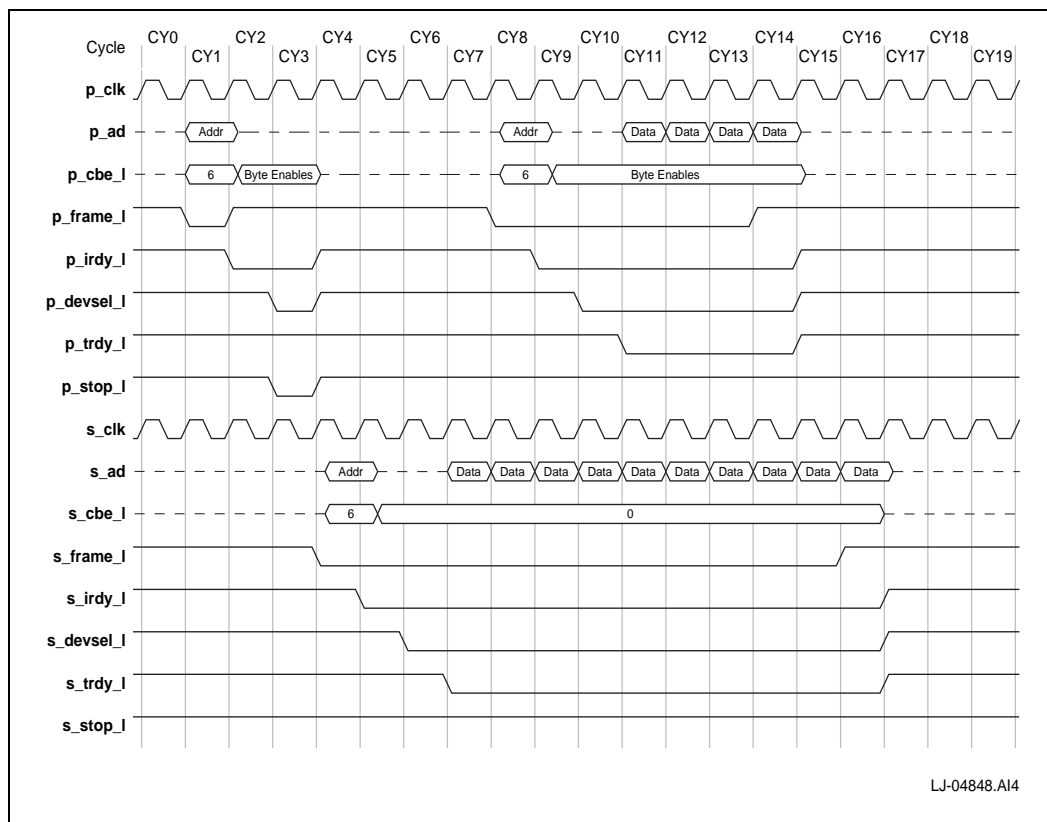 Cycle CY0 CY2 CY4 CY6 CY8 CY10 CY12 CY14 CY16 CY18
CY1 CY3 CY5 CY7 CY9 CY11 CY13 CY15 CY17 CY19
p_clk
p_ad Addr Addr Data Data Data Data
p_cbe_l 6 Byte Enables 6 Byte Enables
p_frame_l
p_irdy_l
p_devsel_l
p_trdy_l
p_stop_l
s_clk
s_ad Addr Data Data Data Data Data Data Data Data Data Data
s_cbe_l 6 0
s_frame_l
s_irdy_l
s_devsel_l
s_trdy_l
s_stop_l
LJ-04848.AI4